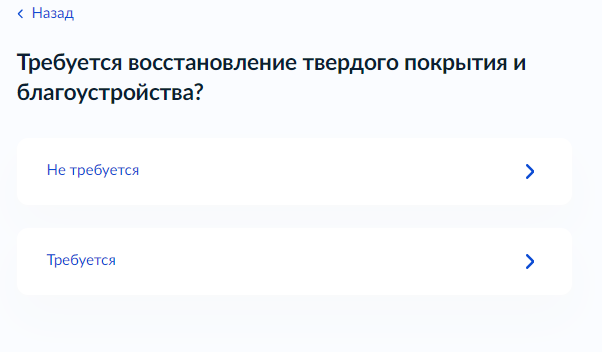 Назад
Требуется восстановление твердого покрытия и
благоустройства?
Не требуется
Требуется